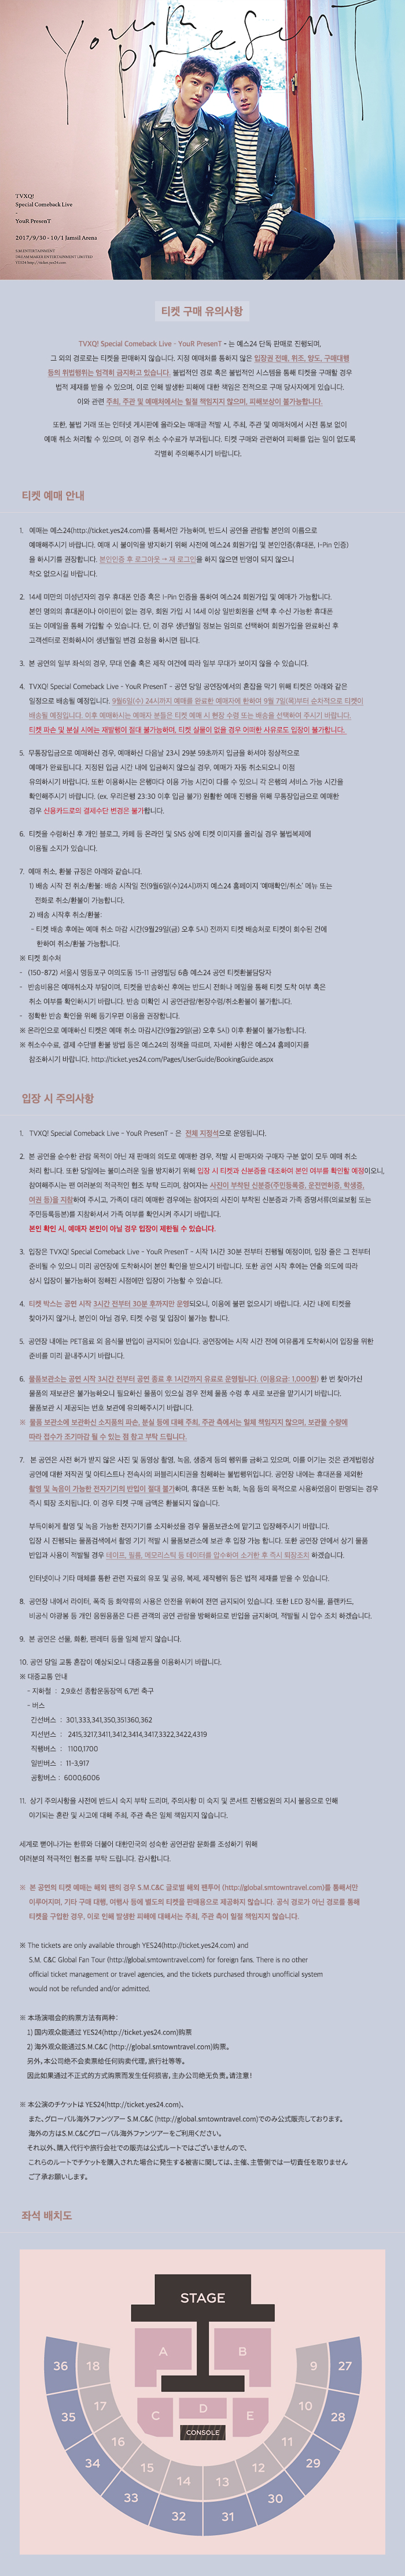 YouR PresenT
TVXQ!
Special Comeback Live
-
YouR PresenT
2017/9/30 - 10/1 Jamsil Arena
티켓 구매 유의사항
TVXQ! Special Comeback Live - YouR PresenT - 는 예스24 단독 판매로 진행되며,
그 외의 경로로는 티켓을 판매하지 않습니다. 지정 예매처를 통하지 않은 입장권 전매, 위조, 양도, 구매대행
등의 위법행위는 엄격히 금지하고 있습니다. 불법적인 경로 혹은 불법적인 시스템을 통해 티켓을 구매할 경우
법적 제재를 받을 수 있으며, 이로 인해 발생한 피해에 대한 책임은 전적으로 구매 당사자에게 있습니다.
이와 관련 주최, 주관 및 예매처에서는 일절 책임지지 않으며, 피해보상이 불가능합니다.
또한, 불법 거래 또는 인터넷 게시판에 올라오는 매매글 적발 시, 주최, 주관 및 예매처에서 사전 통보 없이
예매 취소 처리할 수 있으며, 이 경우 취소 수수료가 부과됩니다. 티켓 구매와 관련하여 피해를 입는 일이 없도록
각별히 주의해주시기 바랍니다.
티켓 예매 안내
1. 예매는 예스24(http://ticket.yes24.com)를 통해서만 가능하며, 반드시 공연을 관람할 본인의 이름으로
예매해주시기 바랍니다. 예매 시 불이익을 방지하기 위해 사전에 예스24 회원가입 및 본인인증(휴대폰, I-Pin 인증)
을 하시기를 권장합니다. 본인인증 후 로그아웃 → 재 로그인을 하지 않으면 반영이 되지 않으니
착오 없으시길 바랍니다.
2. 14세 미만의 미성년자의 경우 휴대폰 인증 혹은 I-Pin 인증을 통하여 예스24 회원가입 및 예매가 가능합니다.
본인 명의의 휴대폰이나 아이핀이 없는 경우, 회원 가입 시 14세 이상 일반회원을 선택 후 수신 가능한 휴대폰
또는 이메일을 통해 가입할 수 있습니다. 단, 이 경우 생년월일 정보는 임의로 선택하여 회원가입을 완료하신 후
고객센터로 전화하시어 생년월일 변경 요청을 하시면 됩니다.
3. 본 공연의 일부 좌석의 경우, 무대 연출 혹은 제작 여건에 따라 일부 무대가 보이지 않을 수 있습니다.
4. TVXQ! Special Comeback Live - YouR PresenT - 공연 당일 공연장에서의 혼잡을 막기 위해 티켓은 아래와 같은
일정으로 배송될 예정입니다. 9월6일(수) 24시까지 예매를 완료한 예매자에 한하여 9월 7일(목)부터 순차적으로 티켓이
배송될 예정입니다. 이후 예매하시는 예매자 분들은 티켓 예매 시 현장 수령 또는 배송을 선택하여 주시기 바랍니다.
티켓 파손 및 분실 시에는 재발행이 절대 불가능하며, 티켓 실물이 없을 경우 어떠한 사유로도 입장이 불가합니다.
5. 무통장입금으로 예매하신 경우, 예매하신 다음날 23시 29분 59초까지 입금을 하셔야 정상적으로
예매가 완료됩니다. 지정된 입금 시간 내에 입금하지 않으실 경우, 예매가 자동 취소되오니 이점
유의하시기 바랍니다. 또한 이용하시는 은행마다 이용 가능 시간이 다를 수 있으니 각 은행의 서비스 가능 시간을
확인해주시기 바랍니다. (ex. 우리은행 23:30 이후 입금 불가) 원활한 예매 진행을 위해 무통장입금으로 예매한
경우 신용카드로의 결제수단 변경은 불가합니다.
6. 티켓을 수령하신 후 개인 블로그, 카페 등 온라인 및 SNS 상에 티켓 이미지를 올리실 경우 불법복제에
이용될 소지가 있습니다.
7. 예매 취소, 환불 규정은 아래와 같습니다.
1) 배송 시작 전 취소/환불: 배송 시작일 전(9월6일(수)24시)까지 예스24 홈페이지 '예매확인/취소' 메뉴 또는
전화로 취소/환불이 가능합니다.
2) 배송 시작후 취소/환불:
- 티켓 배송 후에는 예매 취소 마감 시간(9월29일(금) 오후 5시) 전까지 티켓 배송처로 티켓이 회수된 건에
한하여 취소/환불 가능합니다.
※ 티켓 회수처
- (150-872) 서울시 영등포구 여의도동 15-11 금영빌딩 6층 예스24 공연 티켓환불담당자
- 반송비용은 예매취소자 부담이며, 티켓을 반송하신 후에는 반드시 전화나 메일을 통해 티켓 도착 여부 혹은
취소 여부를 확인하시기 바랍니다. 반송 미확인 시 공연관람/현장수령/취소환불이 불가합니다.
- 정확한 반송 확인을 위해 등기우편 이용을 권장합니다.
※ 온라인으로 예매하신 티켓은 예매 취소 마감시간(9월29일(금) 오후 5시) 이후 환불이 불가능합니다.
※ 취소수수료, 결제 수단별 환불 방법 등은 예스24의 정책을 따르며, 자세한 사항은 예스24 홈페이지를
참조하시기 바랍니다. http://ticket.yes24.com/Pages/UserGuide/BookingGuide.aspx
입장 시 주의사항
1. TVXQ! Special Comeback Live - YouR PresenT - 은 전체 지정석으로 운영됩니다.
2. 본 공연을 순수한 관람 목적이 아닌 재 판매의 의도로 예매한 경우, 적발 시 판매자와 구매자 구분 없이 모두 예매 취소
처리 합니다. 또한 당일에는 불미스러운 일을 방지하기 위해 입장 시 티켓과 신분증을 대조하여 본인 여부를 확인할 예정이오니,
참여해주시는 팬 여러분의 적극적인 협조 부탁 드리며, 참여자는 사진이 부착된 신분증(주민등록증, 운전면허증, 학생증,
여권 등)을 지참하여 주시고, 가족이 대리 예매한 경우에는 참여자의 사진이 부착된 신분증과 가족 증명서류(의료보험 또는
주민등록등본)를 지참하셔서 가족 여부를 확인시켜 주시기 바랍니다.
본인 확인 시, 예매자 본인이 아닐 경우 입장이 제한될 수 있습니다.
3. 입장은 TVXQ! Special Comeback Live - YouR PresenT - 시작 1시간 30분 전부터 진행될 예정이며, 입장 줄은 그 전부터
준비될 수 있으니 미리 공연장에 도착하시어 본인 확인을 받으시기 바랍니다. 또한 공연 시작 후에는 연출 의도에 따라
상시 입장이 불가능하여 정해진 시점에만 입장이 가능할 수 있습니다.
4. 티켓 박스는 공연 시작 3시간 전부터 30분 후까지만 운영되오니, 이용에 불편 없으시기 바랍니다. 시간 내에 티켓을
찾아가지 않거나, 본인이 아닐 경우, 티켓 수령 및 입장이 불가능 합니다.
5. 공연장 내에는 PET음료 외 음식물 반입이 금지되어 있습니다. 공연장에는 시작 시간 전에 여유롭게 도착하시어 입장을 위한
준비를 미리 끝내주시기 바랍니다.
6. 물품보관소는 공연 시작 3시간 전부터 공연 종료 후 1시간까지 유료로 운영됩니다. (이용요금: 1,000원) 한 번 찾아가신
물품의 재보관은 불가능하오니 필요하신 물품이 있으실 경우 전체 물품 수령 후 새로 보관을 맡기시기 바랍니다.
물품보관 시 제공되는 번호 보관에 유의해주시기 바랍니다.
※ 물품 보관소에 보관하신 소지품의 파손, 분실 등에 대해 주최, 주관 측에서는 일체 책임지지 않으며, 보관물 수량에
따라 접수가 조기마감 될 수 있는 점 참고 부탁 드립니다.
7. 본 공연은 사전 허가 받지 않은 사진 및 동영상 촬영, 녹음, 생중계 등의 행위를 금하고 있으며, 이를 어기는 것은 관계법령상
공연에 대한 저작권 및 아티스트나 전속사의 퍼블리시티권을 침해하는 불법행위입니다. 공연장 내에는 휴대폰을 제외한
촬영 및 녹음이 가능한 전자기기의 반입이 절대 불가하며, 휴대폰 또한 녹화, 녹음 등의 목적으로 사용하였음이 판명되는 경우
즉시 퇴장 조치됩니다. 이 경우 티켓 구매 금액은 환불되지 않습니다.
부득이하게 촬영 및 녹음 가능한 전자기기를 소지하셨을 경우 물품보관소에 맡기고 입장해주시기 바랍니다.
입장 시 진행되는 물품검색에서 촬영 기기 적발 시 물품보관소에 보관 후 입장 가능 합니다. 또한 공연장 안에서 상기 물품
반입과 사용이 적발될 경우 테이프, 필름, 메모리스틱 등 데이터를 압수하여 소거한 후 즉시 퇴장조치 하겠습니다.
인터넷이나 기타 매체를 통한 관련 자료의 유포 및 공유, 복제, 제작행위 등은 법적 제재를 받을 수 있습니다.
8. 공연장 내에서 라이터, 폭죽 등 화약류의 사용은 안전을 위하여 전면 금지되어 있습니다. 또한 LED 장식물, 플랜카드,
비공식 야광봉 등 개인 응원용품은 다른 관객의 공연 관람을 방해하므로 반입을 금지하며, 적발될 시 압수 조치 하겠습니다.
9. 본 공연은 선물, 화환, 팬레터 등을 일체 받지 않습니다.
10. 공연 당일 교통 혼잡이 예상되오니 대중교통을 이용하시기 바랍니다.
※ 대중교통 안내
- 지하철 : 2,9호선 종합운동장역 6,7번 출구
- 버스
간선버스 : 301,333,341,350,351360,362
지선버스 : 2415,3217,3411,3412,3414,3417,3322,3422,4319
직행버스 : 1100,1700
일반버스 : 11-3,917
공항버스 : 6000,6006
11. 상기 주의사항을 사전에 반드시 숙지 부탁 드리며, 주의사항 미 숙지 및 콘서트 진행요원의 지시 불응으로 인해
야기되는 혼란 및 사고에 대해 주최, 주관 측은 일체 책임지지 않습니다.
세계로 뻗어나가는 한류와 더불어 대한민국의 성숙한 공연관람 문화를 조성하기 위해
여러분의 적극적인 협조를 부탁 드립니다. 감사합니다.
※ 본 공연의 티켓 예매는 해외 팬의 경우 S.M C&C 글로벌 해외 팬투어 (http://global.smtowntravel.com)를 통해서만
이루어지며, 기타 구매 대행, 여행사 등에 별도의 티켓을 판매용으로 제공하지 않습니다. 공식 경로가 아닌 경로를 통해
티켓을 구입한 경우, 이로 인해 발생한 피해에 대해서는 주최, 주관 측이 일절 책임지지 않습니다.
※ The tickets are only available through YES24(http://ticket.yes24.com) and
S.M. C&C Global Fan Tour (http://global.smtowntravel.com) for foreign fans. There is no other
official ticket management or travel agencies, and the tickets purchased through unofficial system
would not be refunded and/or admitted.
※ 本场演唱会的购票方法有两种：
1) 国内观众能通过 YES24(http://ticket.yes24.com)购票
2) 海外观众能通过S.M.C&C (http://global.smtowntravel.com)购票。
另外，本公司绝不会卖票给任何购卖代理，旅行社等等。
因此如果通过不正式的方式购票而发生任何损害，主办公司绝无负责。请注意！
※ 本公演のチケットは YES24(http://ticket.yes24.com)、
また、グローバル海外ファンツアー S.M.C&C (http://global.smtowntravel.com)でのみ公式販売しております。
海外の方はS.M.C&Cグローバル海外ファンツアーをご利用ください。
それ以外、購入代行や旅行会社での販売は公式ルートではございませんので、
これらのルートでチケットを購入された場合に発生する被害に関しては、主催、主管側では一切責任を取りません
ご了承お願いします。
좌석 배치도
STAGE
A
B
C
D
E
CONSOLE
36
18
9
27
35
17
10
28
34
16
11
29
33
15
14
13
12
30
32
31